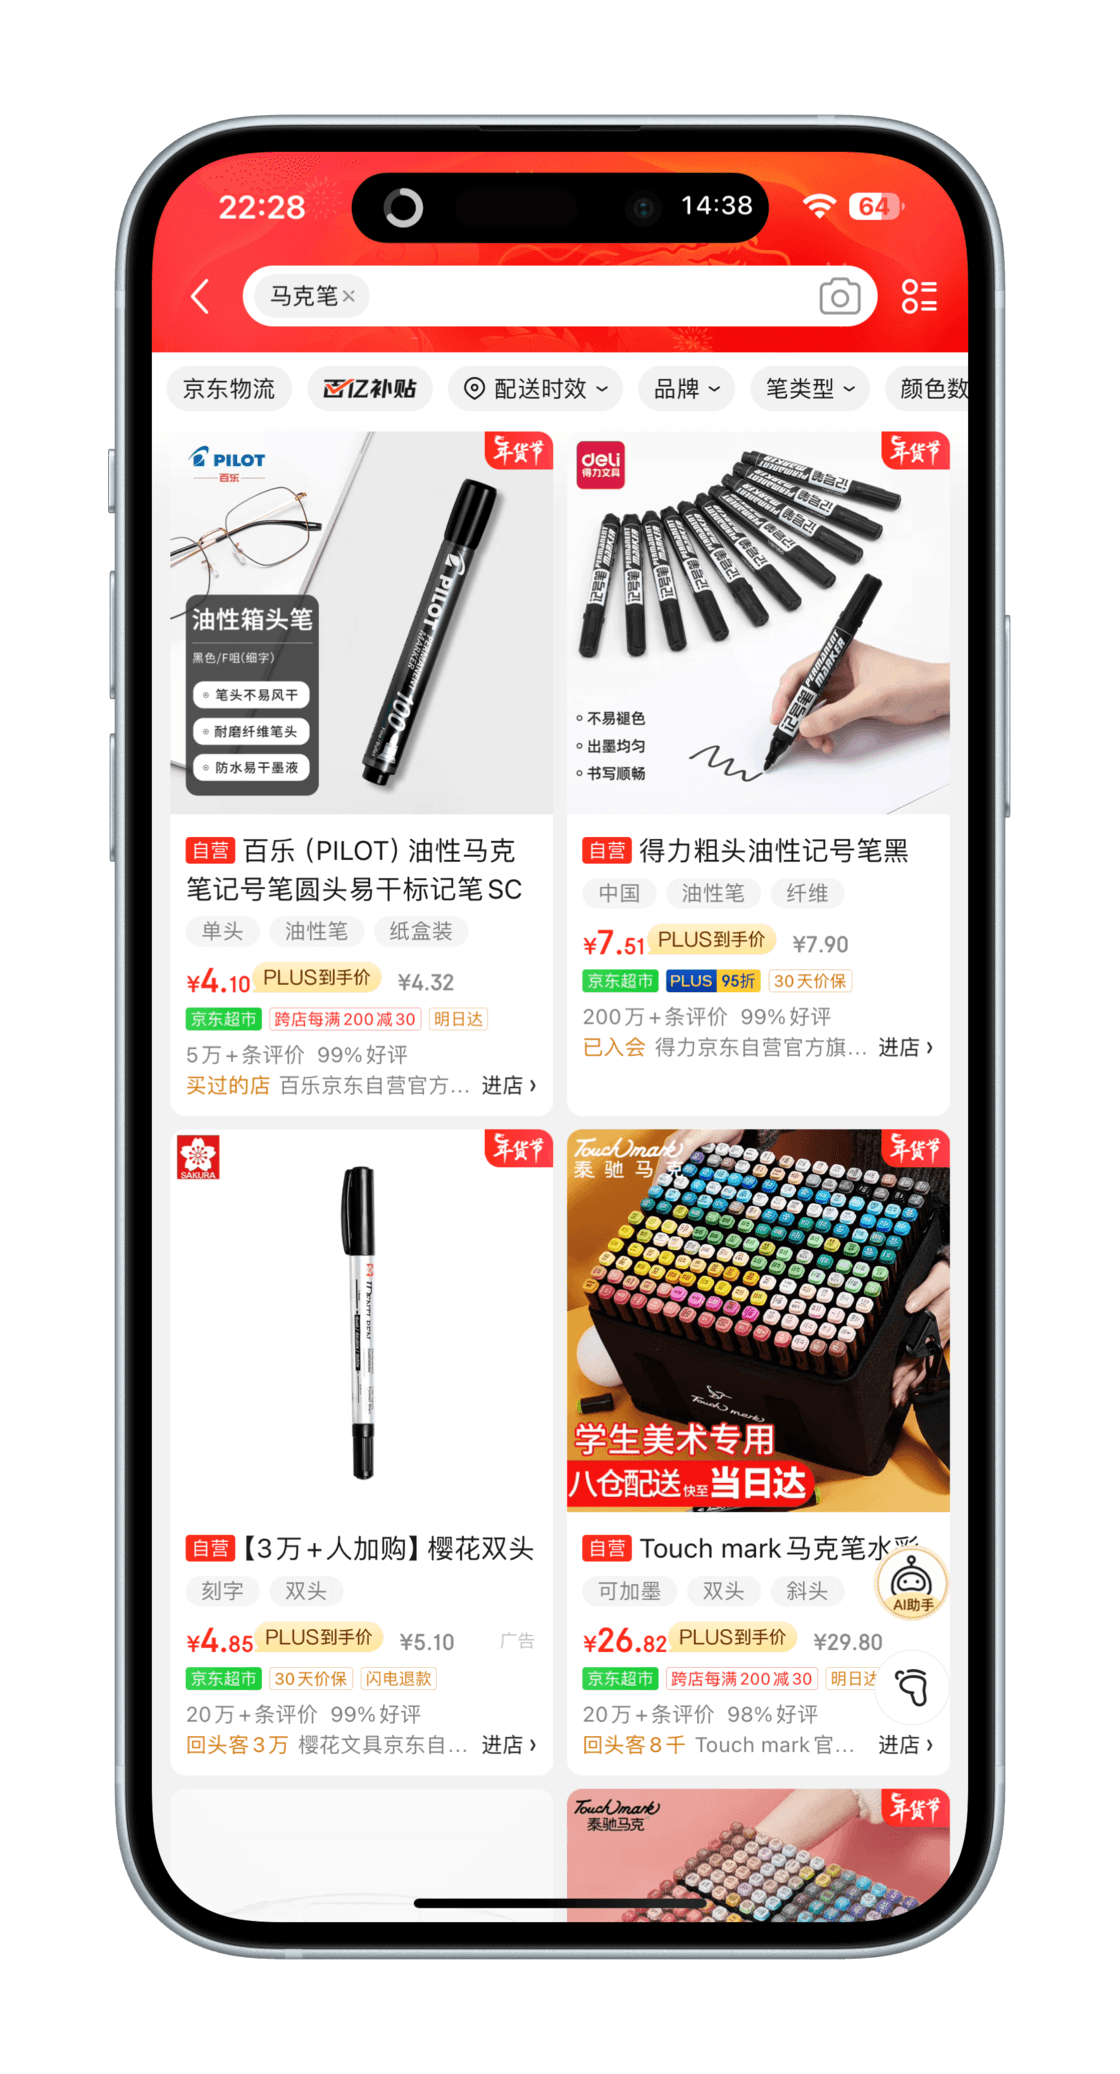 22:28
14:38
64
马克笔×
京东物流
百亿补贴
配送时效
品牌
笔类型
颜色数
PILOT
百乐
年货节
油性箱头笔
黑色/F咀(细字)
笔头不易风干
耐磨纤维笔头
防水易干墨液
PILOT
PERMANENT MARKER
100
deli
得力文具
年货节
记号笔
PERMANENT MARKER
不易褪色
出墨均匀
书写顺畅
自营 百乐（PILOT）油性马克
笔记号笔圆头易干标记笔SC
单头 油性笔 纸盒装
¥4.10 PLUS到手价 ¥4.32
京东超市 跨店每满200减30 明日达
5万+条评价 99%好评
买过的店 百乐京东自营官方... 进店›
自营 得力粗头油性记号笔黑
中国 油性笔 纤维
¥7.51 PLUS到手价 ¥7.90
京东超市 PLUS 95折 30天价保
200万+条评价 99%好评
已入会 得力京东自营官方旗... 进店›
SAKURA
年货节
Touch mark
泰驰马克
年货节
Touch mark
学生美术专用
八仓配送 快至 当日达
自营 【3万+人加购】樱花双头
刻字 双头
¥4.85 PLUS到手价 ¥5.10 广告
京东超市 30天价保 闪电退款
20万+条评价 99%好评
回头客3万 樱花文具京东自... 进店›
自营 Touch mark 马克笔水彩
可加墨 双头 斜头
¥26.82 PLUS到手价 ¥29.80
京东超市 跨店每满200减30 明日达
20万+条评价 98%好评
回头客8千 Touch mark官... 进店›
AI助手
Touch mark
泰驰马克
年货节